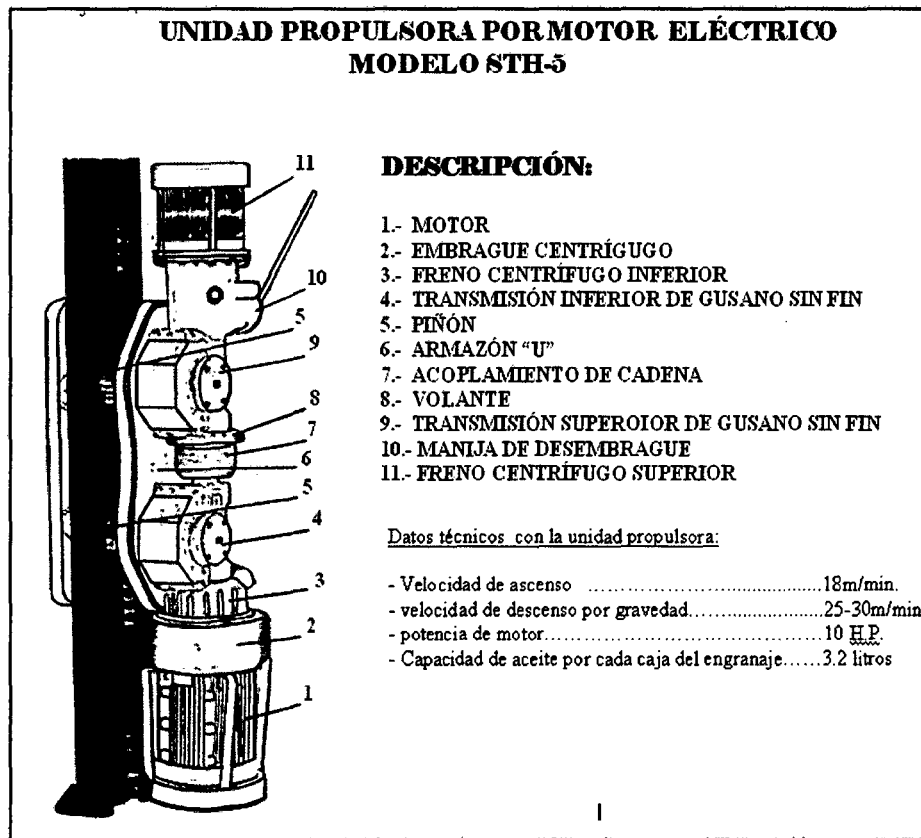 UNIDAD PROPULSORA POR MOTOR ELÉCTRICO
MODELO STH-5
DESCRIPCIÓN:
1.- MOTOR
2.- EMBRAGUE CENTRÍGUGO
3.- FRENO CENTRÍFUGO INFERIOR
4.- TRANSMISIÓN INFERIOR DE GUSANO SIN FIN
5.- PIÑÓN
6.- ARMAZÓN “U”
7.- ACOPLAMIENTO DE CADENA
8.- VOLANTE
9.- TRANSMISIÓN SUPEROIOR DE GUSANO SIN FIN
10.- MANIJA DE DESEMBRAGUE
11.- FRENO CENTRÍFUGO SUPERIOR
Datos técnicos con la unidad propulsora:
- Velocidad de ascenso ........................................18m/min.
- velocidad de descenso por gravedad........................25-30m/min
- potencia de motor..............................................10 H.P.
- Capacidad de aceite por cada caja del engranaje......3.2 litros
11
10
5
9
8
7
6
5
4
3
2
1
I